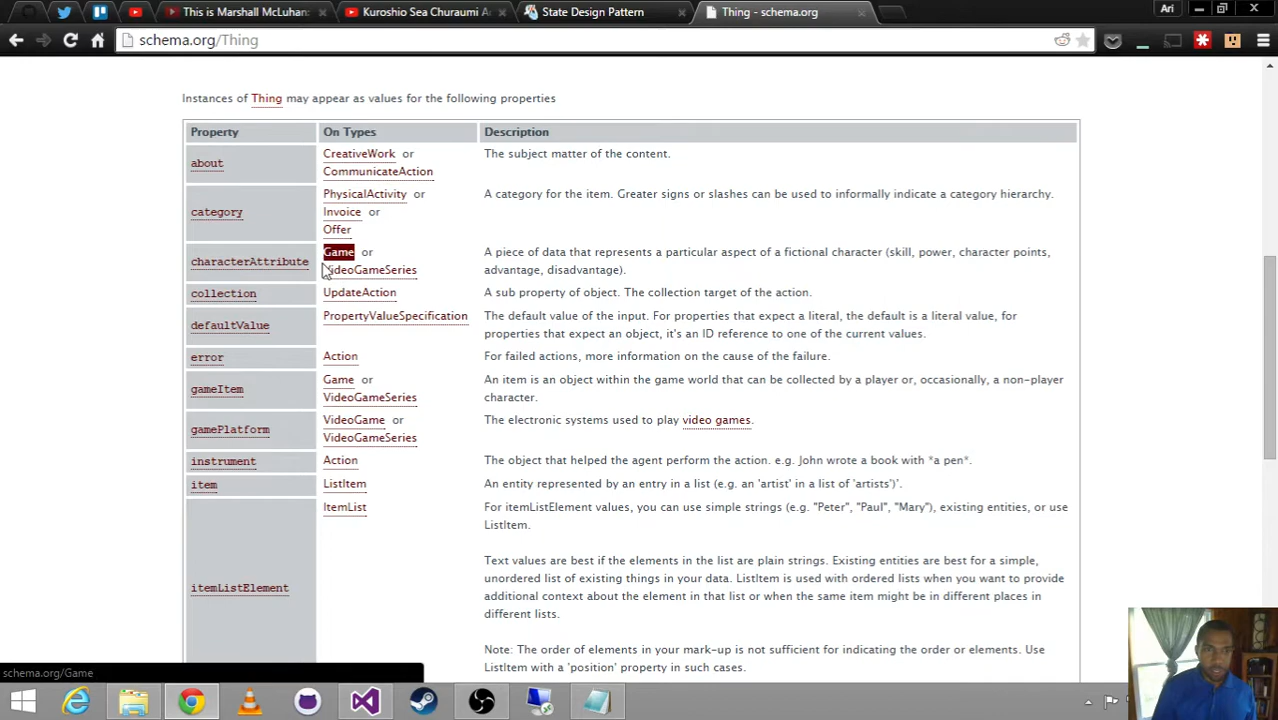 This is Marshall McLuhan:
Kuroshio Sea Churaumi A
State Design Pattern
Thing - schema.org
Ari
schema.org/Thing
Instances of Thing may appear as values for the following properties
Property On Types Description
about CreativeWork or The subject matter of the content.
CommunicateAction
category PhysicalActivity or A category for the item. Greater signs or slashes can be used to informally indicate a category hierarchy.
Invoice or
Offer
characterAttribute Game or A piece of data that represents a particular aspect of a fictional character (skill, power, character points,
VideoGameSeries advantage, disadvantage).
collection UpdateAction A sub property of object. The collection target of the action.
defaultValue PropertyValueSpecification The default value of the input. For properties that expect a literal, the default is a literal value, for
properties that expect an object, it's an ID reference to one of the current values.
error Action For failed actions, more information on the cause of the failure.
gameItem Game or An item is an object within the game world that can be collected by a player or, occasionally, a non-player
VideoGameSeries character.
gamePlatform VideoGame or The electronic systems used to play video games.
VideoGameSeries
instrument Action The object that helped the agent perform the action. e.g. John wrote a book with *a pen*.
item ListItem An entity represented by an entry in a list (e.g. an 'artist' in a list of 'artists')'.
itemListElement ItemList For itemListElement values, you can use simple strings (e.g. "Peter", "Paul", "Mary"), existing entities, or use
ListItem.
Text values are best if the elements in the list are plain strings. Existing entities are best for a simple,
unordered list of existing things in your data. ListItem is used with ordered lists when you want to provide
additional context about the element in that list or when the same item might be in different places in
different lists.
Note: The order of elements in your mark-up is not sufficient for indicating the order or elements. Use
ListItem with a 'position' property in such cases.
schema.org/Game